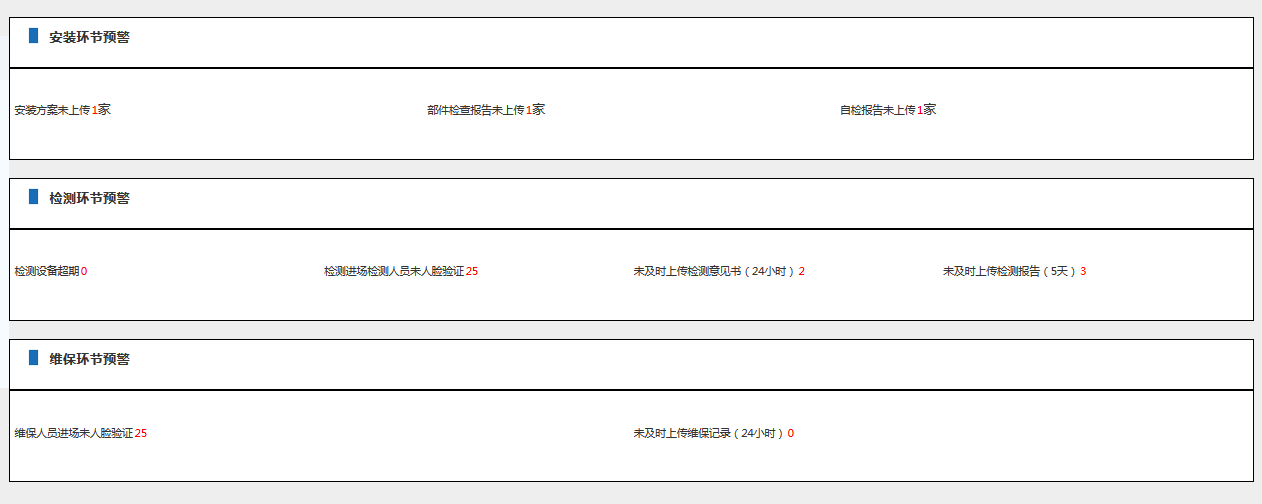 安装环节预警
安装方案未上传1家 部件检查报告未上传1家 自检报告未上传1家
检测环节预警
检测设备超期0 检测进场检测人员未人脸验证25 未及时上传检测意见书（24小时）2 未及时上传检测报告（5天）3
维保环节预警
维保人员进场未人脸验证25 未及时上传维保记录（24小时）0